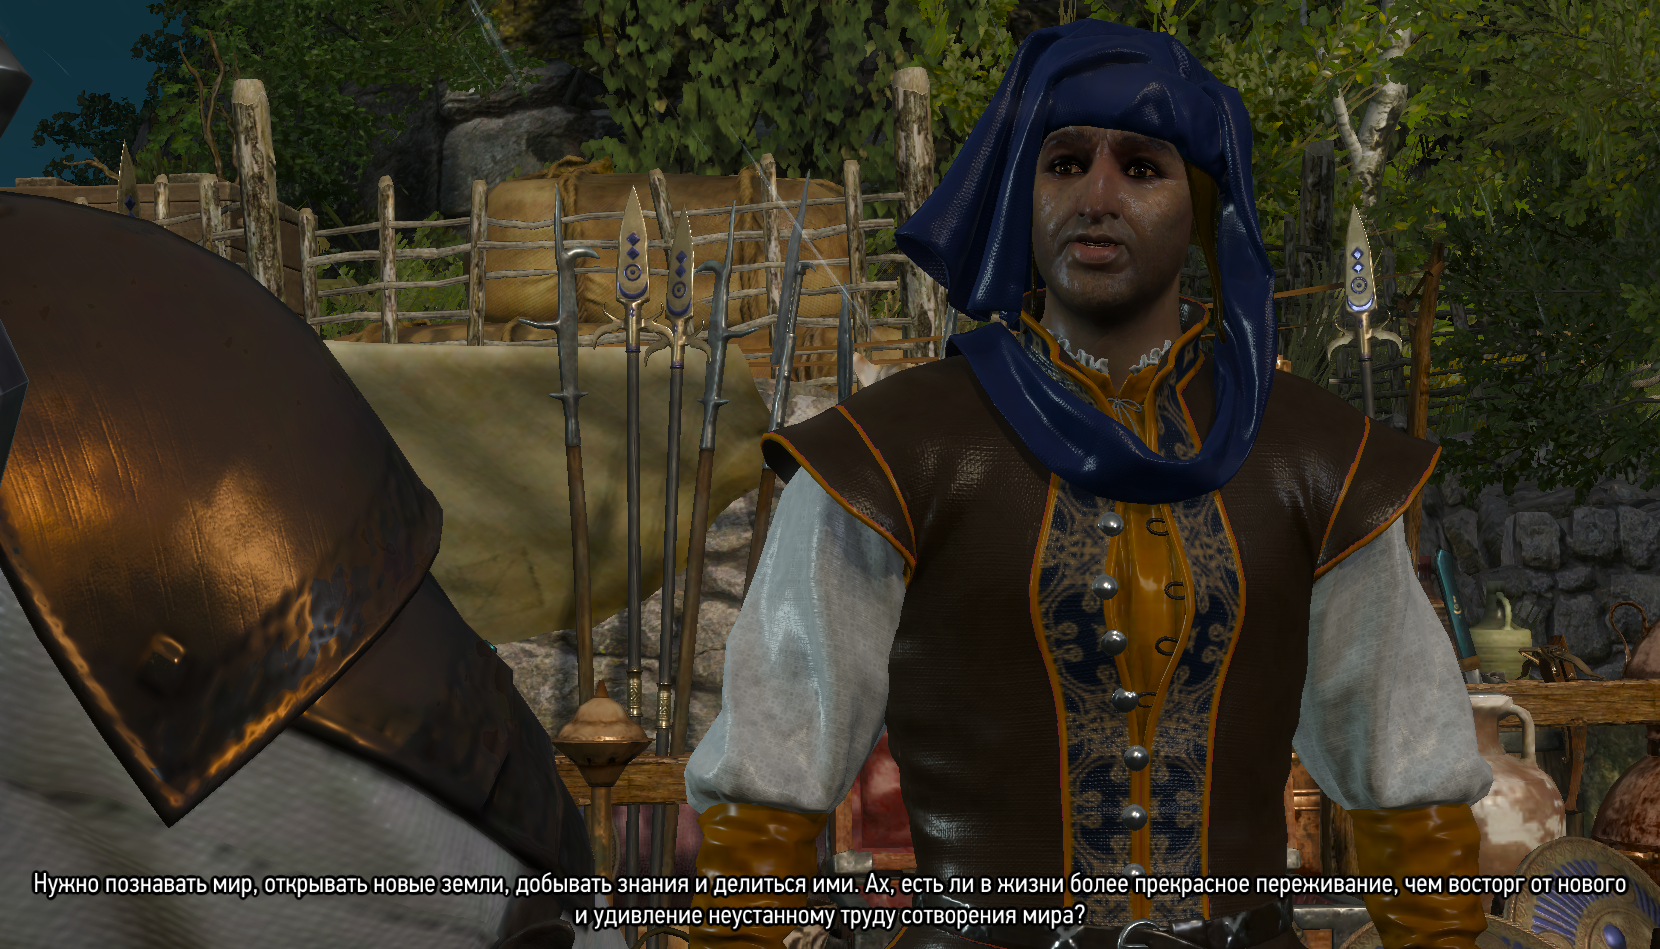 Нужно познавать мир, открывать новые земли, добывать знания и делиться ими. Ах, есть ли в жизни более прекрасное переживание, чем восторг от нового
и удивление неустанному труду сотворения мира?